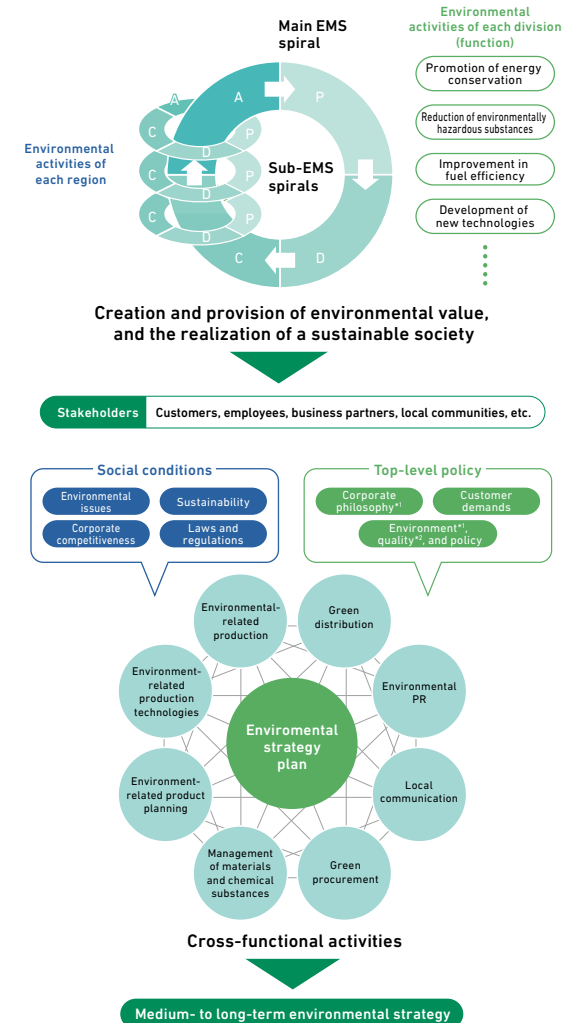 Main EMS
spiral
Environmental
activities of each division
(function)
Promotion of energy
conservation
Reduction of environmentally
hazardous substances
Improvement in
fuel efficiency
Development of
new technologies
Environmental
activities of
each region
A
A
P
C
P
D
C
P
D
C
P
D
Sub-EMS
spirals
C
D
Creation and provision of environmental value,
and the realization of a sustainable society
Stakeholders Customers, employees, business partners, local communities, etc.
Social conditions
Environmental
issues
Sustainability
Corporate
competitiveness
Laws and
regulations
Top-level policy
Corporate
philosophy*1
Customer
demands
Environment*1,
quality*2, and policy
Environmental-
related
production
Green
distribution
Environment-
related
production
technologies
Environmental
PR
Enviromental
strategy
plan
Environment-
related product
planning
Local
communication
Management
of materials
and chemical
substances
Green
procurement
Cross-functional activities
Medium- to long-term environmental strategy